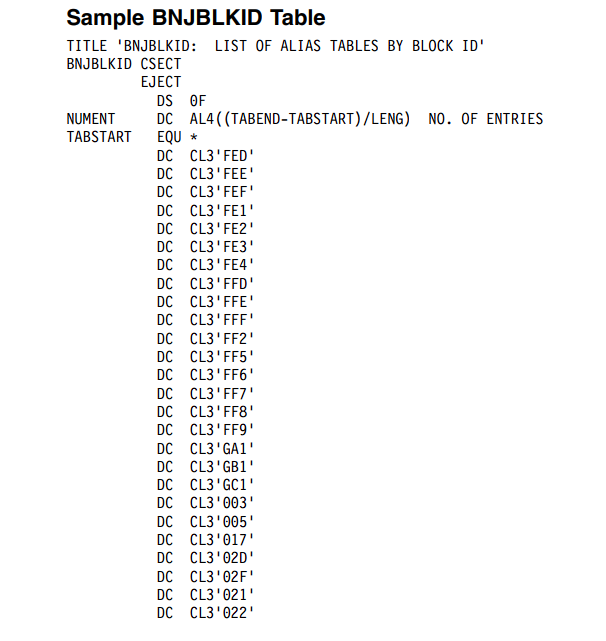 Sample BNJBLKID Table
TITLE 'BNJBLKID:  LIST OF ALIAS TABLES BY BLOCK ID'
BNJBLKID CSECT
         EJECT
           DS  0F
NUMENT     DC  AL4((TABEND-TABSTART)/LENG)  NO. OF ENTRIES
TABSTART   EQU *
           DC  CL3'FED'
           DC  CL3'FEE'
           DC  CL3'FEF'
           DC  CL3'FE1'
           DC  CL3'FE2'
           DC  CL3'FE3'
           DC  CL3'FE4'
           DC  CL3'FFD'
           DC  CL3'FFE'
           DC  CL3'FFF'
           DC  CL3'FF2'
           DC  CL3'FF5'
           DC  CL3'FF6'
           DC  CL3'FF7'
           DC  CL3'FF8'
           DC  CL3'FF9'
           DC  CL3'GA1'
           DC  CL3'GB1'
           DC  CL3'GC1'
           DC  CL3'003'
           DC  CL3'005'
           DC  CL3'017'
           DC  CL3'02D'
           DC  CL3'02F'
           DC  CL3'021'
           DC  CL3'022'